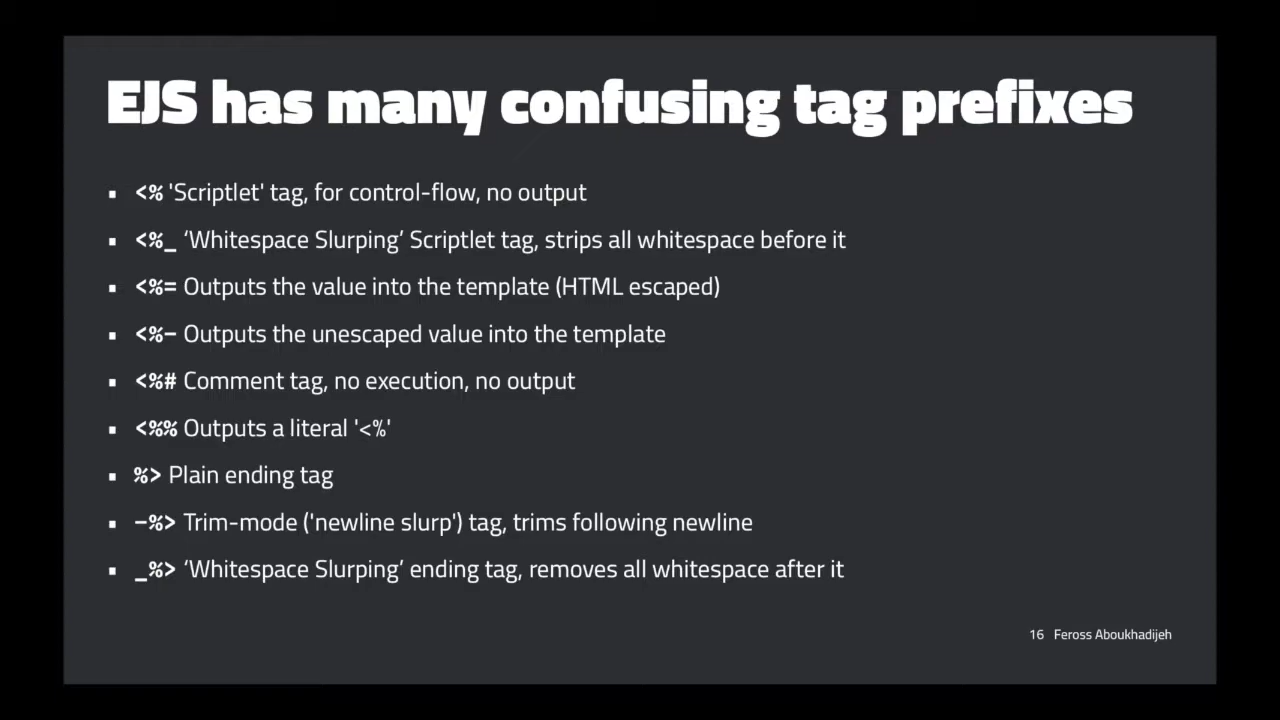 EJS has many confusing tag prefixes
▪ <% 'Scriptlet' tag, for control-flow, no output
▪ <%_ ‘Whitespace Slurping’ Scriptlet tag, strips all whitespace before it
▪ <%= Outputs the value into the template (HTML escaped)
▪ <%- Outputs the unescaped value into the template
▪ <%# Comment tag, no execution, no output
▪ <%% Outputs a literal '<%'
▪ %> Plain ending tag
▪ -%> Trim-mode ('newline slurp') tag, trims following newline
▪ _%> ‘Whitespace Slurping’ ending tag, removes all whitespace after it
16 Feross Aboukhadijeh